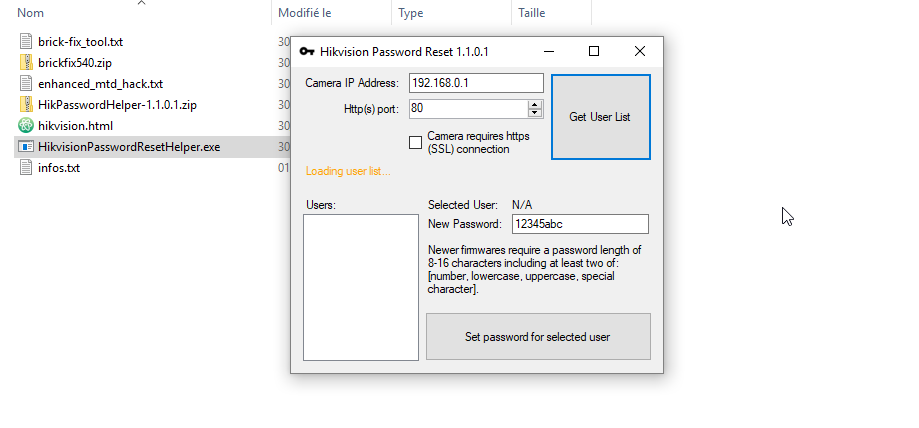 Nom Modifié le Type Taille
brick-fix_tool.txt 30
brickfix540.zip 30
enhanced_mtd_hack.txt 30
HikPasswordHelper-1.1.0.1.zip 30
hikvision.html 30
HikvisionPasswordResetHelper.exe 30
infos.txt 01
Hikvision Password Reset 1.1.0.1
Camera IP Address: 192.168.0.1
Http(s) port: 80
Get User List
Camera requires https
(SSL) connection
Loading user list...
Users:
Selected User: N/A
New Password: 12345abc
Newer firmwares require a password length of
8-16 characters including at least two of:
[number, lowercase, uppercase, special
character].
Set password for selected user